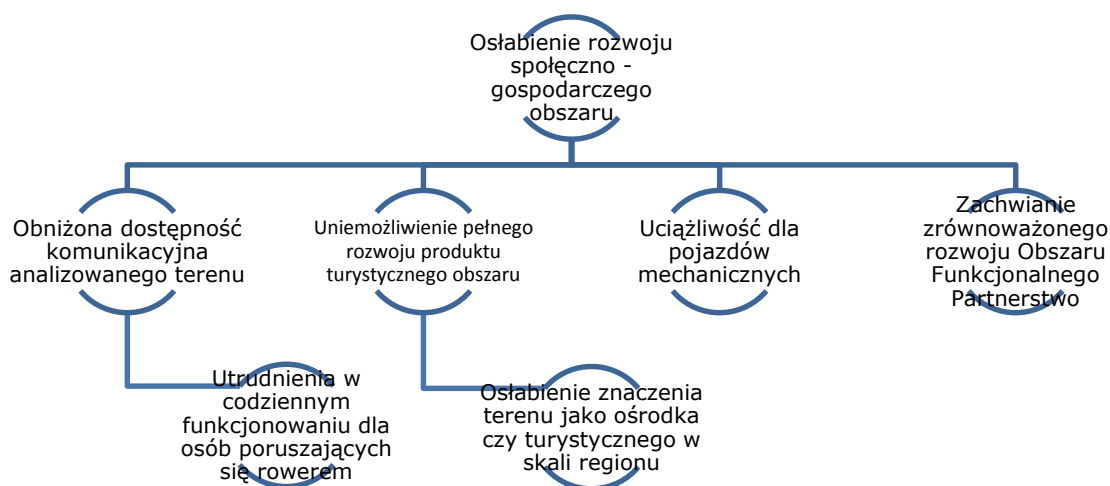 Osłabienie rozwoju
społęczno -
gospodarczego
obszaru
Obniżona dostępność
komunikacyjna
analizowanego terenu
Uniemożliwienie pełnego
rozwoju produktu
turystycznego obszaru
Uciążliwość dla
pojazdów
mechanicznych
Zachwianie
zrównoważonego
rozwoju Obszaru
Funkcjonalnego
Partnerstwo
Utrudnienia w
codziennym
funkcjonowaniu dla
osób poruszających
się rowerem
Osłabienie znaczenia
terenu jako ośrodka
czy turystycznego w
skali regionu